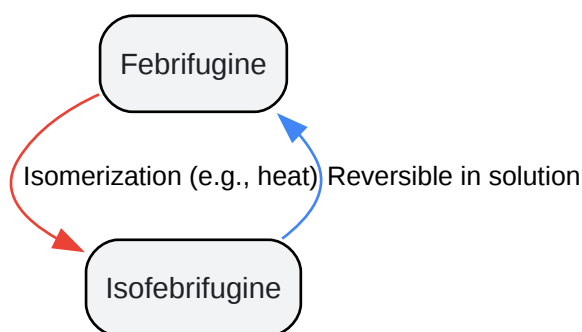 Febrifugine
Isomerization (e.g., heat) Reversible in solution
Isofebrifugine